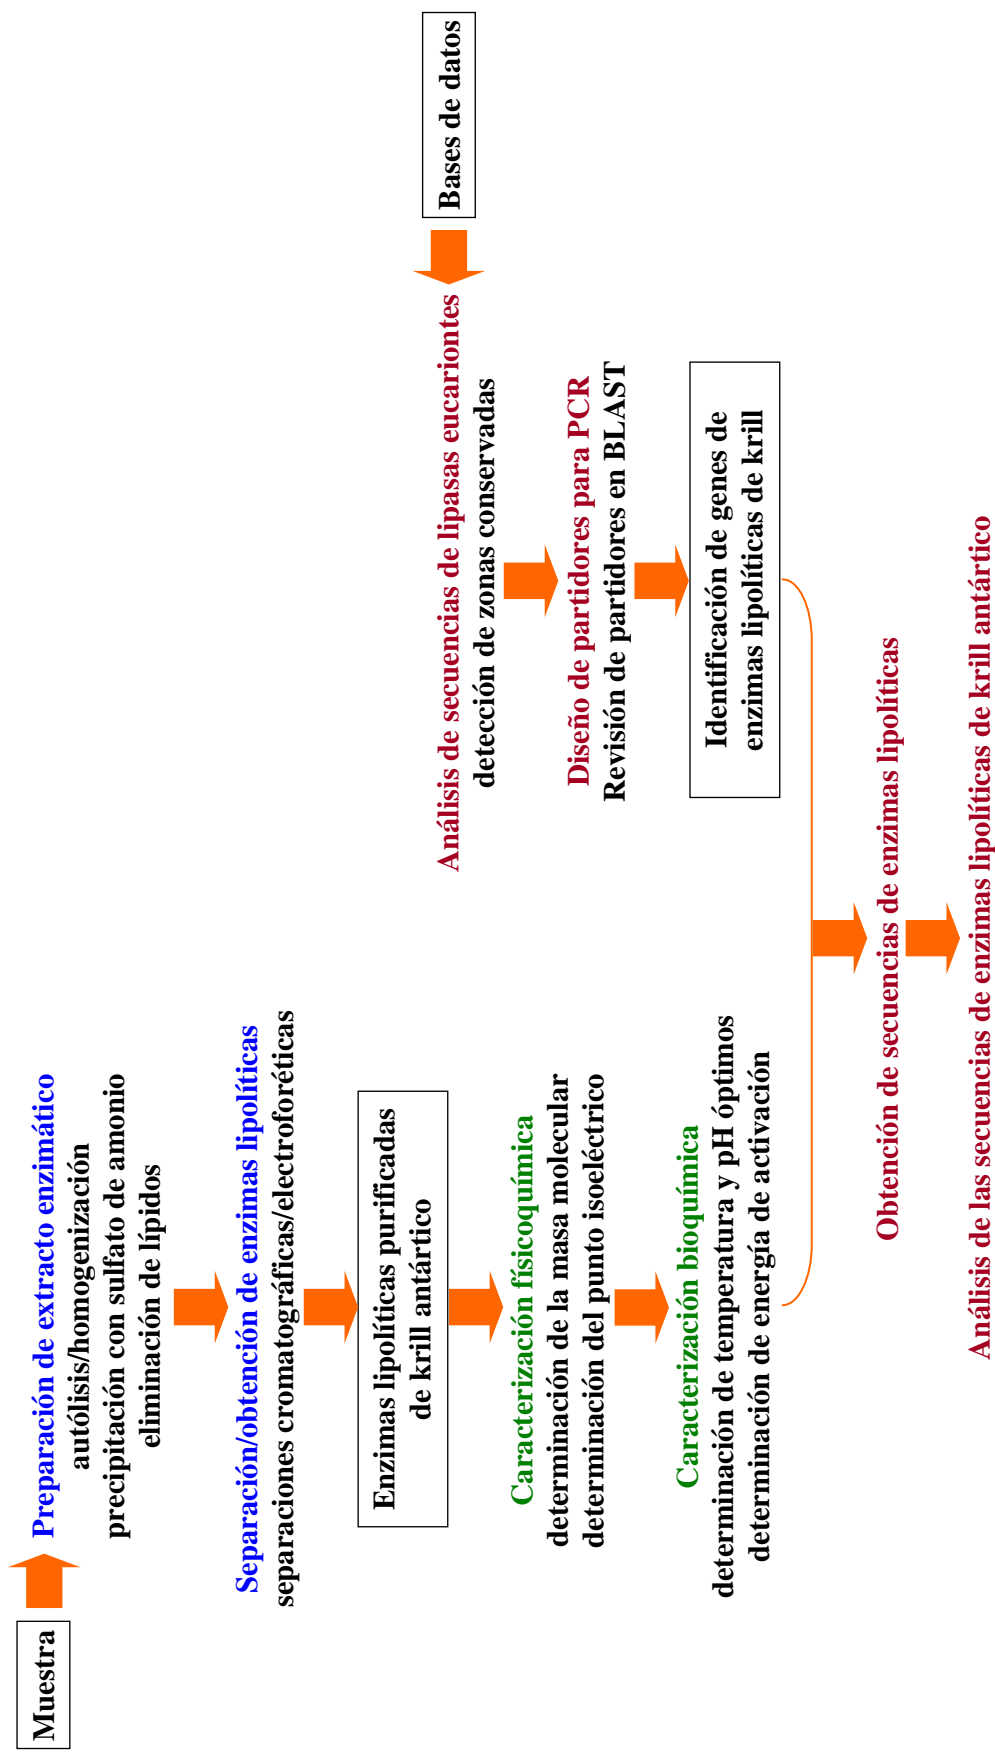 Muestra
Preparación de extracto enzimático
autólisis/homogenización
precipitación con sulfato de amonio
eliminación de lípidos
Separación/obtención de enzimas lipolíticas
separaciones cromatográficas/electroforéticas
Enzimas lipolíticas purificadas
de krill antártico
Caracterización físicoquímica
determinación de la masa molecular
determinación del punto isoeléctrico
Caracterización bioquímica
determinación de temperatura y pH óptimos
determinación de energía de activación
Bases de datos
Análisis de secuencias de lipasas eucariontes
detección de zonas conservadas
Diseño de partidores para PCR
Revisión de partidores en BLAST
Identificación de genes de
enzimas lipolíticas de krill
Obtención de secuencias de enzimas lipolíticas
Análisis de las secuencias de enzimas lipolíticas de krill antártico